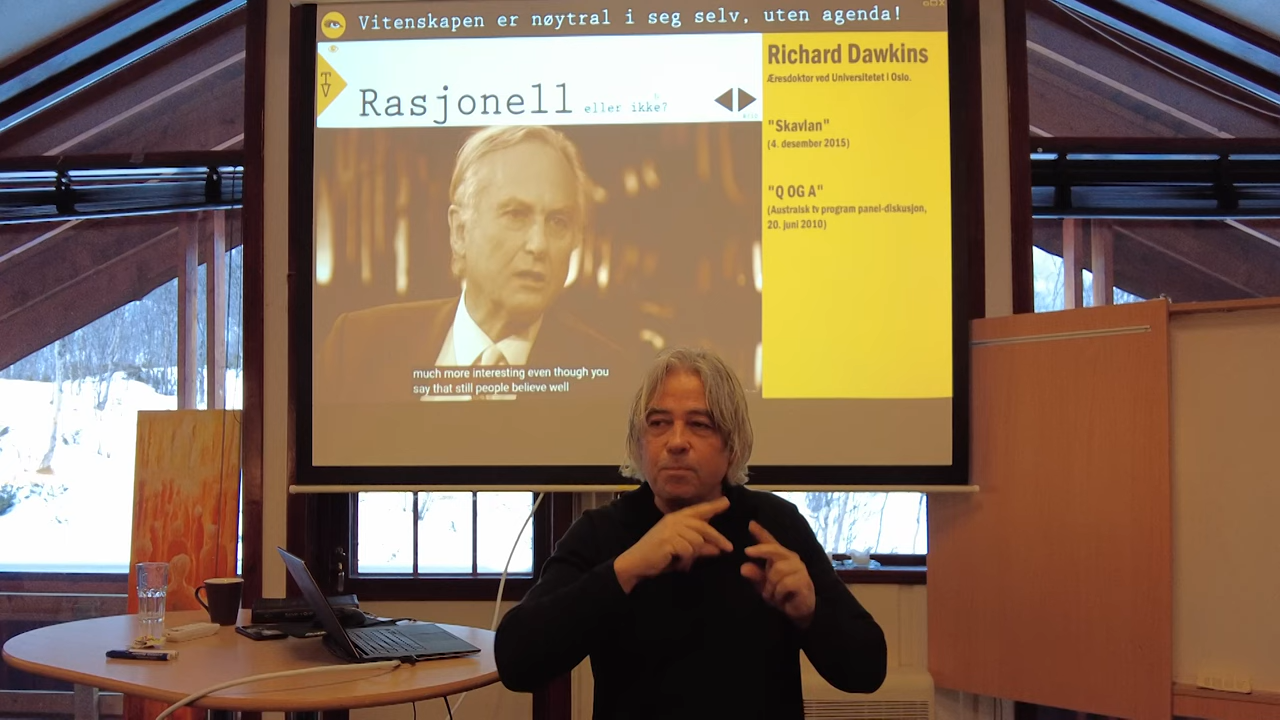 Vitenskapen er nøytral i seg selv, uten agenda!
TV
Rasjonell eller ikke?
much more interesting even though you
say that still people believe well
Richard Dawkins
Æresdoktor ved Universitetet i Oslo.
"Skavlan"
(4. desember 2015)
"Q OG A"
(Australsk tv program panel-diskusjon,
20. juni 2010)